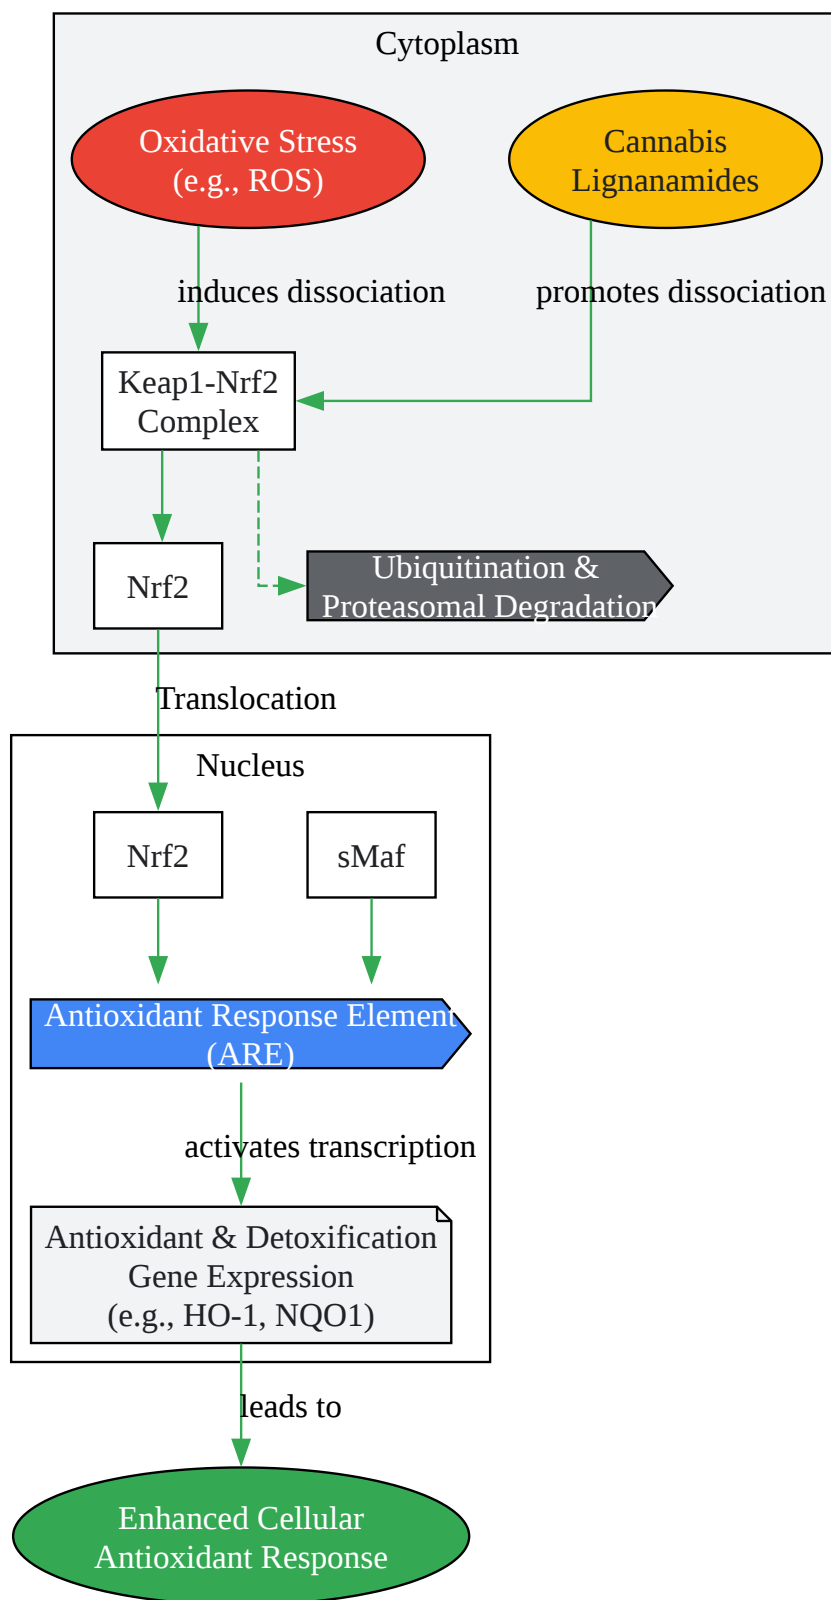 Cytoplasm
Oxidative Stress
(e.g., ROS)
Cannabis
Lignanamides
induces dissociation
promotes dissociation
Keap1-Nrf2
Complex
Nrf2
Ubiquitination &
Proteasomal Degradation
Translocation
Nucleus
Nrf2
sMaf
Antioxidant Response Element
(ARE)
activates transcription
Antioxidant & Detoxification
Gene Expression
(e.g., HO-1, NQO1)
leads to
Enhanced Cellular
Antioxidant Response